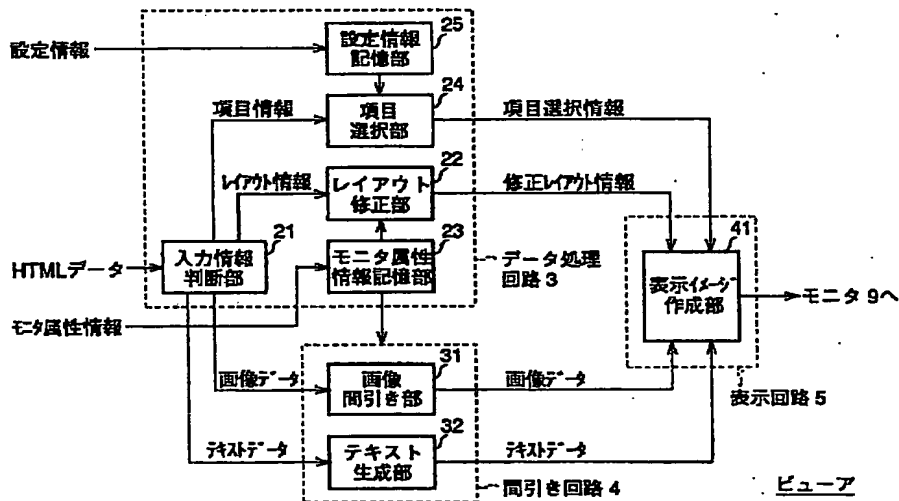 設定情報
25
設定情報
記憶部
24
項目情報
項目
選択部
項目選択情報
22
レイアウト情報
レイアウト
修正部
修正レイアウト情報
21
23
41
HTMLデータ
入力情報
判断部
モニタ属性
情報記憶部
データ処理
回路3
表示イメージ
作成部
モニタ9へ
モニタ属性情報
31
画像データ
画像
間引き部
画像データ
表示回路5
32
テキストデータ
テキスト
生成部
テキストデータ
間引き回路4
ビューア